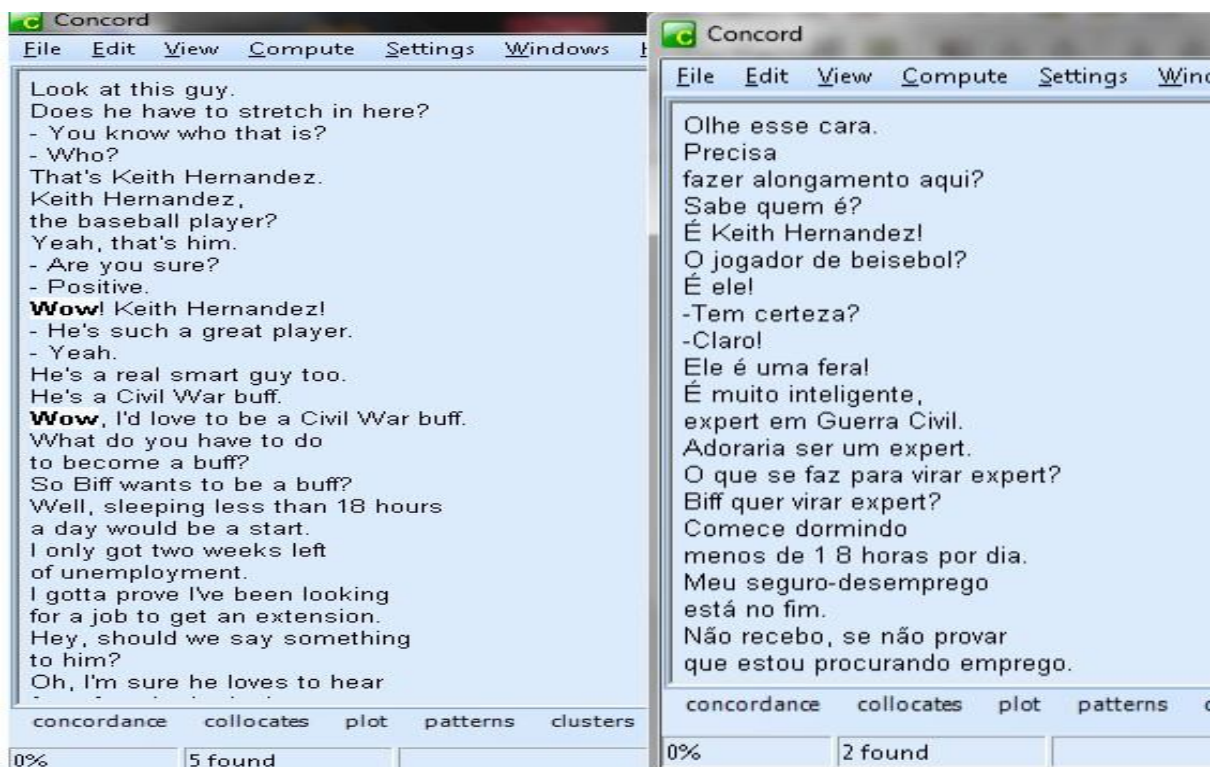 Concord
File Edit View Compute Settings Windows
Look at this guy.
Does he have to stretch in here?
- You know who that is?
- Who?
That's Keith Hernandez.
Keith Hernandez,
the baseball player?
Yeah, that's him.
- Are you sure?
- Positive.
Wow! Keith Hernandez!
- He's such a great player.
- Yeah.
He's a real smart guy too.
He's a Civil War buff.
Wow, I'd love to be a Civil War buff.
What do you have to do
to become a buff?
So Biff wants to be a buff?
Well, sleeping less than 18 hours
a day would be a start.
I only got two weeks left
of unemployment.
I gotta prove I've been looking
for a job to get an extension.
Hey, should we say something
to him?
Oh, I'm sure he loves to hear
concordance collocates plot patterns clusters
0% 5 found
Concord
File Edit View Compute Settings
Olhe esse cara.
Precisa
fazer alongamento aqui?
Sabe quem é?
É Keith Hernandez!
O jogador de beisebol?
É ele!
-Tem certeza?
-Claro!
Ele é uma fera!
É muito inteligente,
expert em Guerra Civil.
Adoraria ser um expert.
O que se faz para virar expert?
Biff quer virar expert?
Comece dormindo
menos de 1 8 horas por dia.
Meu seguro-desemprego
está no fim.
Não recebo, se não provar
que estou procurando emprego.
concordance collocates plot patterns
0% 2 found